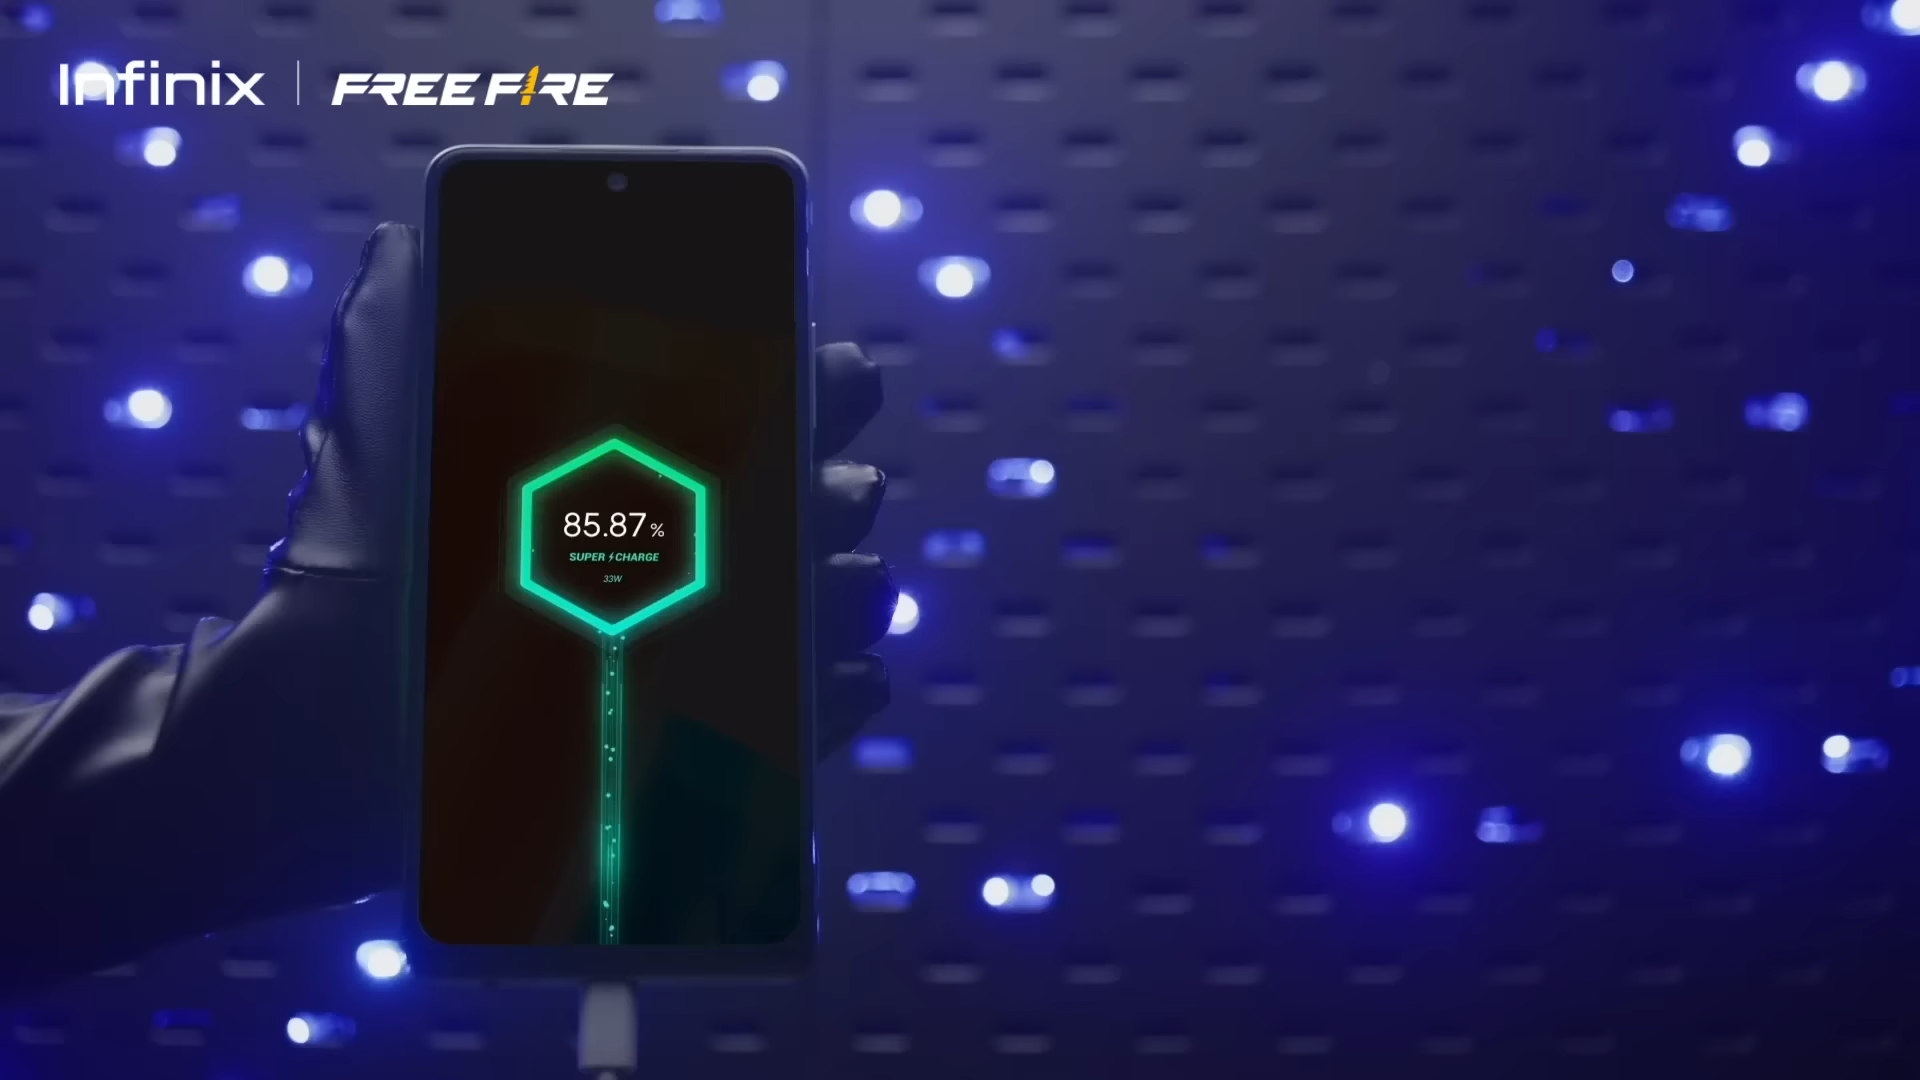 Infinix | FREE FIRE
85.87%
SUPER⚡CHARGE
33W